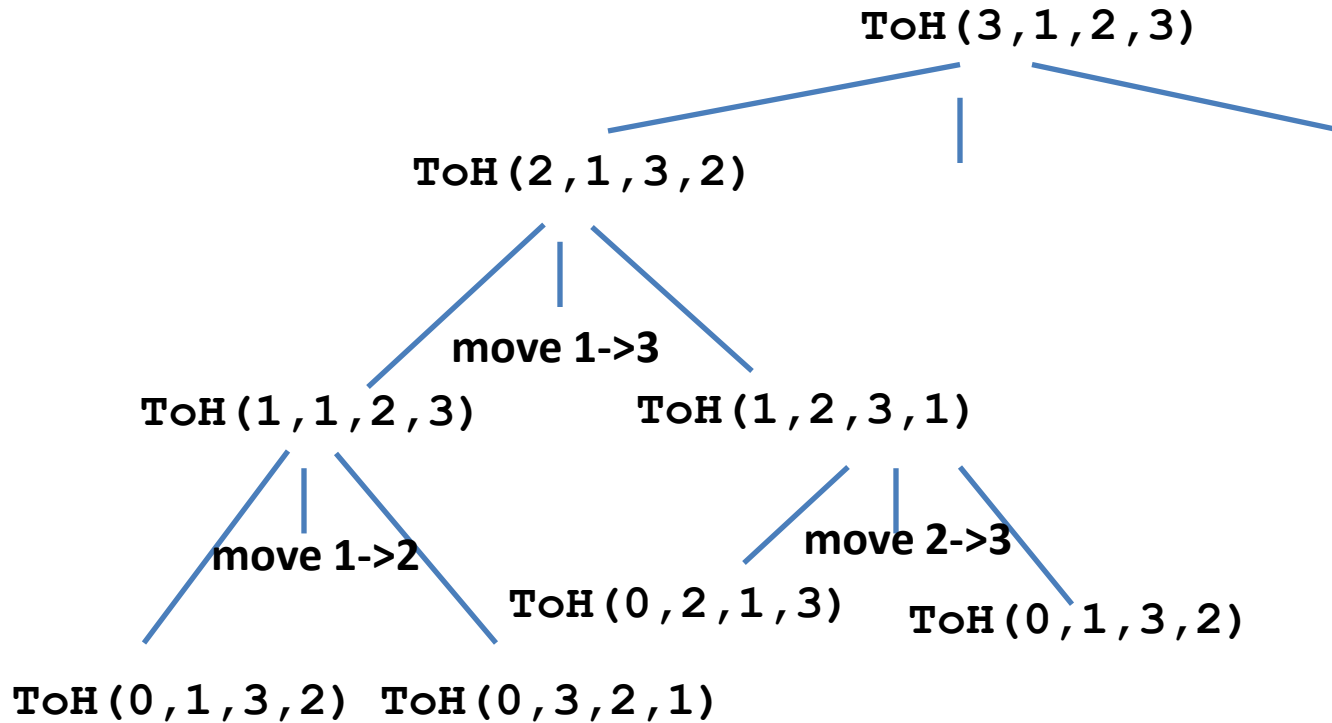 ToH(3,1,2,3)
ToH(2,1,3,2)
move 1->3
ToH(1,1,2,3)
ToH(1,2,3,1)
move 1->2
move 2->3
ToH(0,2,1,3)
ToH(0,1,3,2)
ToH(0,1,3,2)
ToH(0,3,2,1)